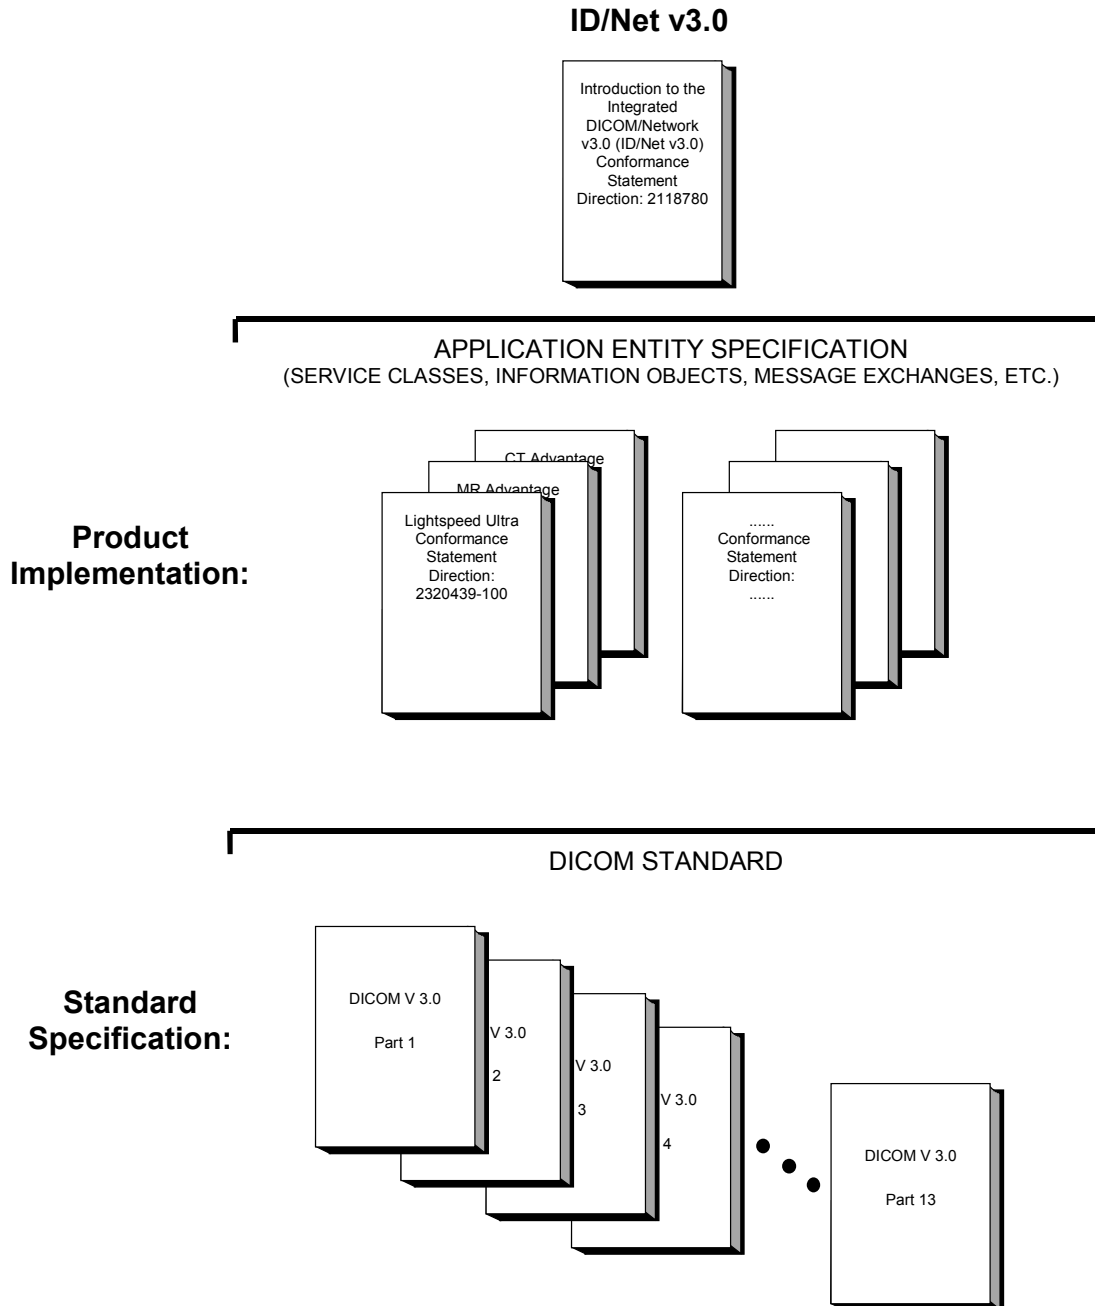 ID/Net v3.0
Introduction to the
Integrated
DICOM/Network
v3.0 (ID/Net v3.0)
Conformance
Statement
Direction: 2118780
APPLICATION ENTITY SPECIFICATION
(SERVICE CLASSES, INFORMATION OBJECTS, MESSAGE EXCHANGES, ETC.)
Product
Implementation:
CT Advantage
MR Advantage
Lightspeed Ultra
Conformance
Statement
Direction:
2320439-100
......
Conformance
Statement
Direction:
......
DICOM STANDARD
Standard
Specification:
DICOM V 3.0
Part 1
V 3.0
2
V 3.0
3
V 3.0
4
DICOM V 3.0
Part 13